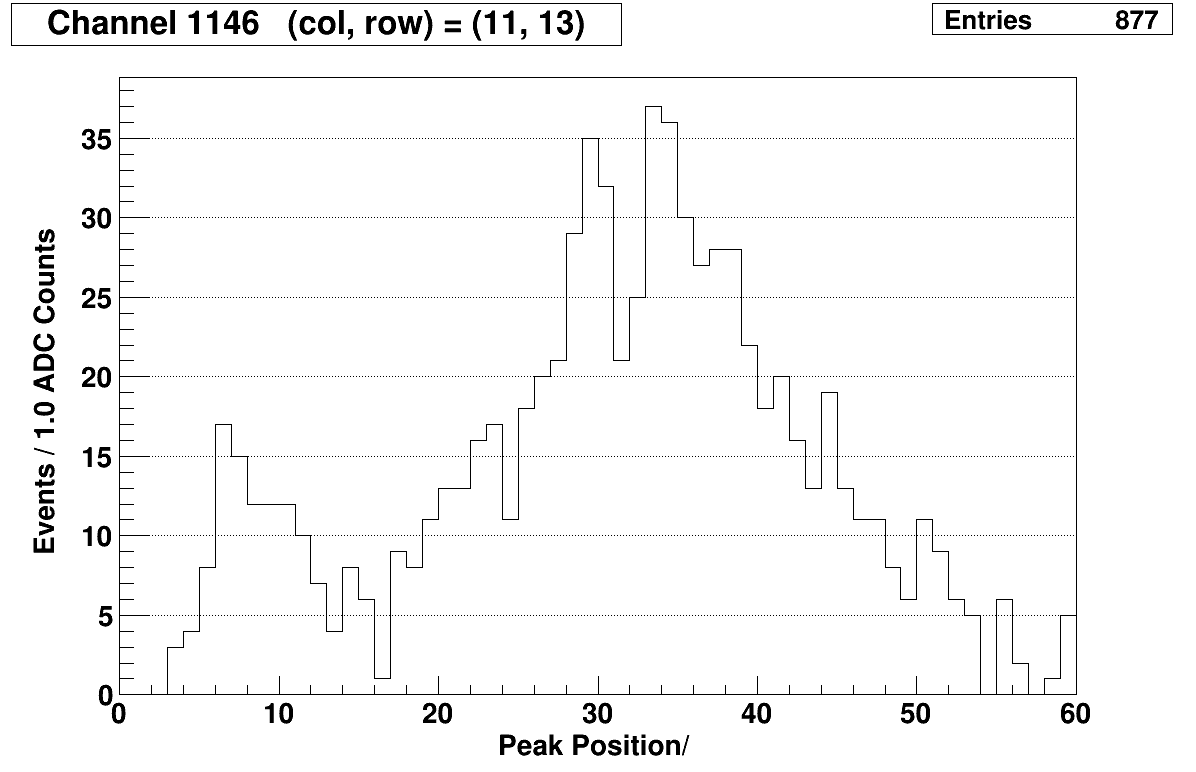 Channel 1146 (col, row) = (11, 13)
Entries 877
Events / 1.0 ADC Counts
35
30
25
20
15
10
5
0
0 10 20 30 40 50 60
Peak Position/